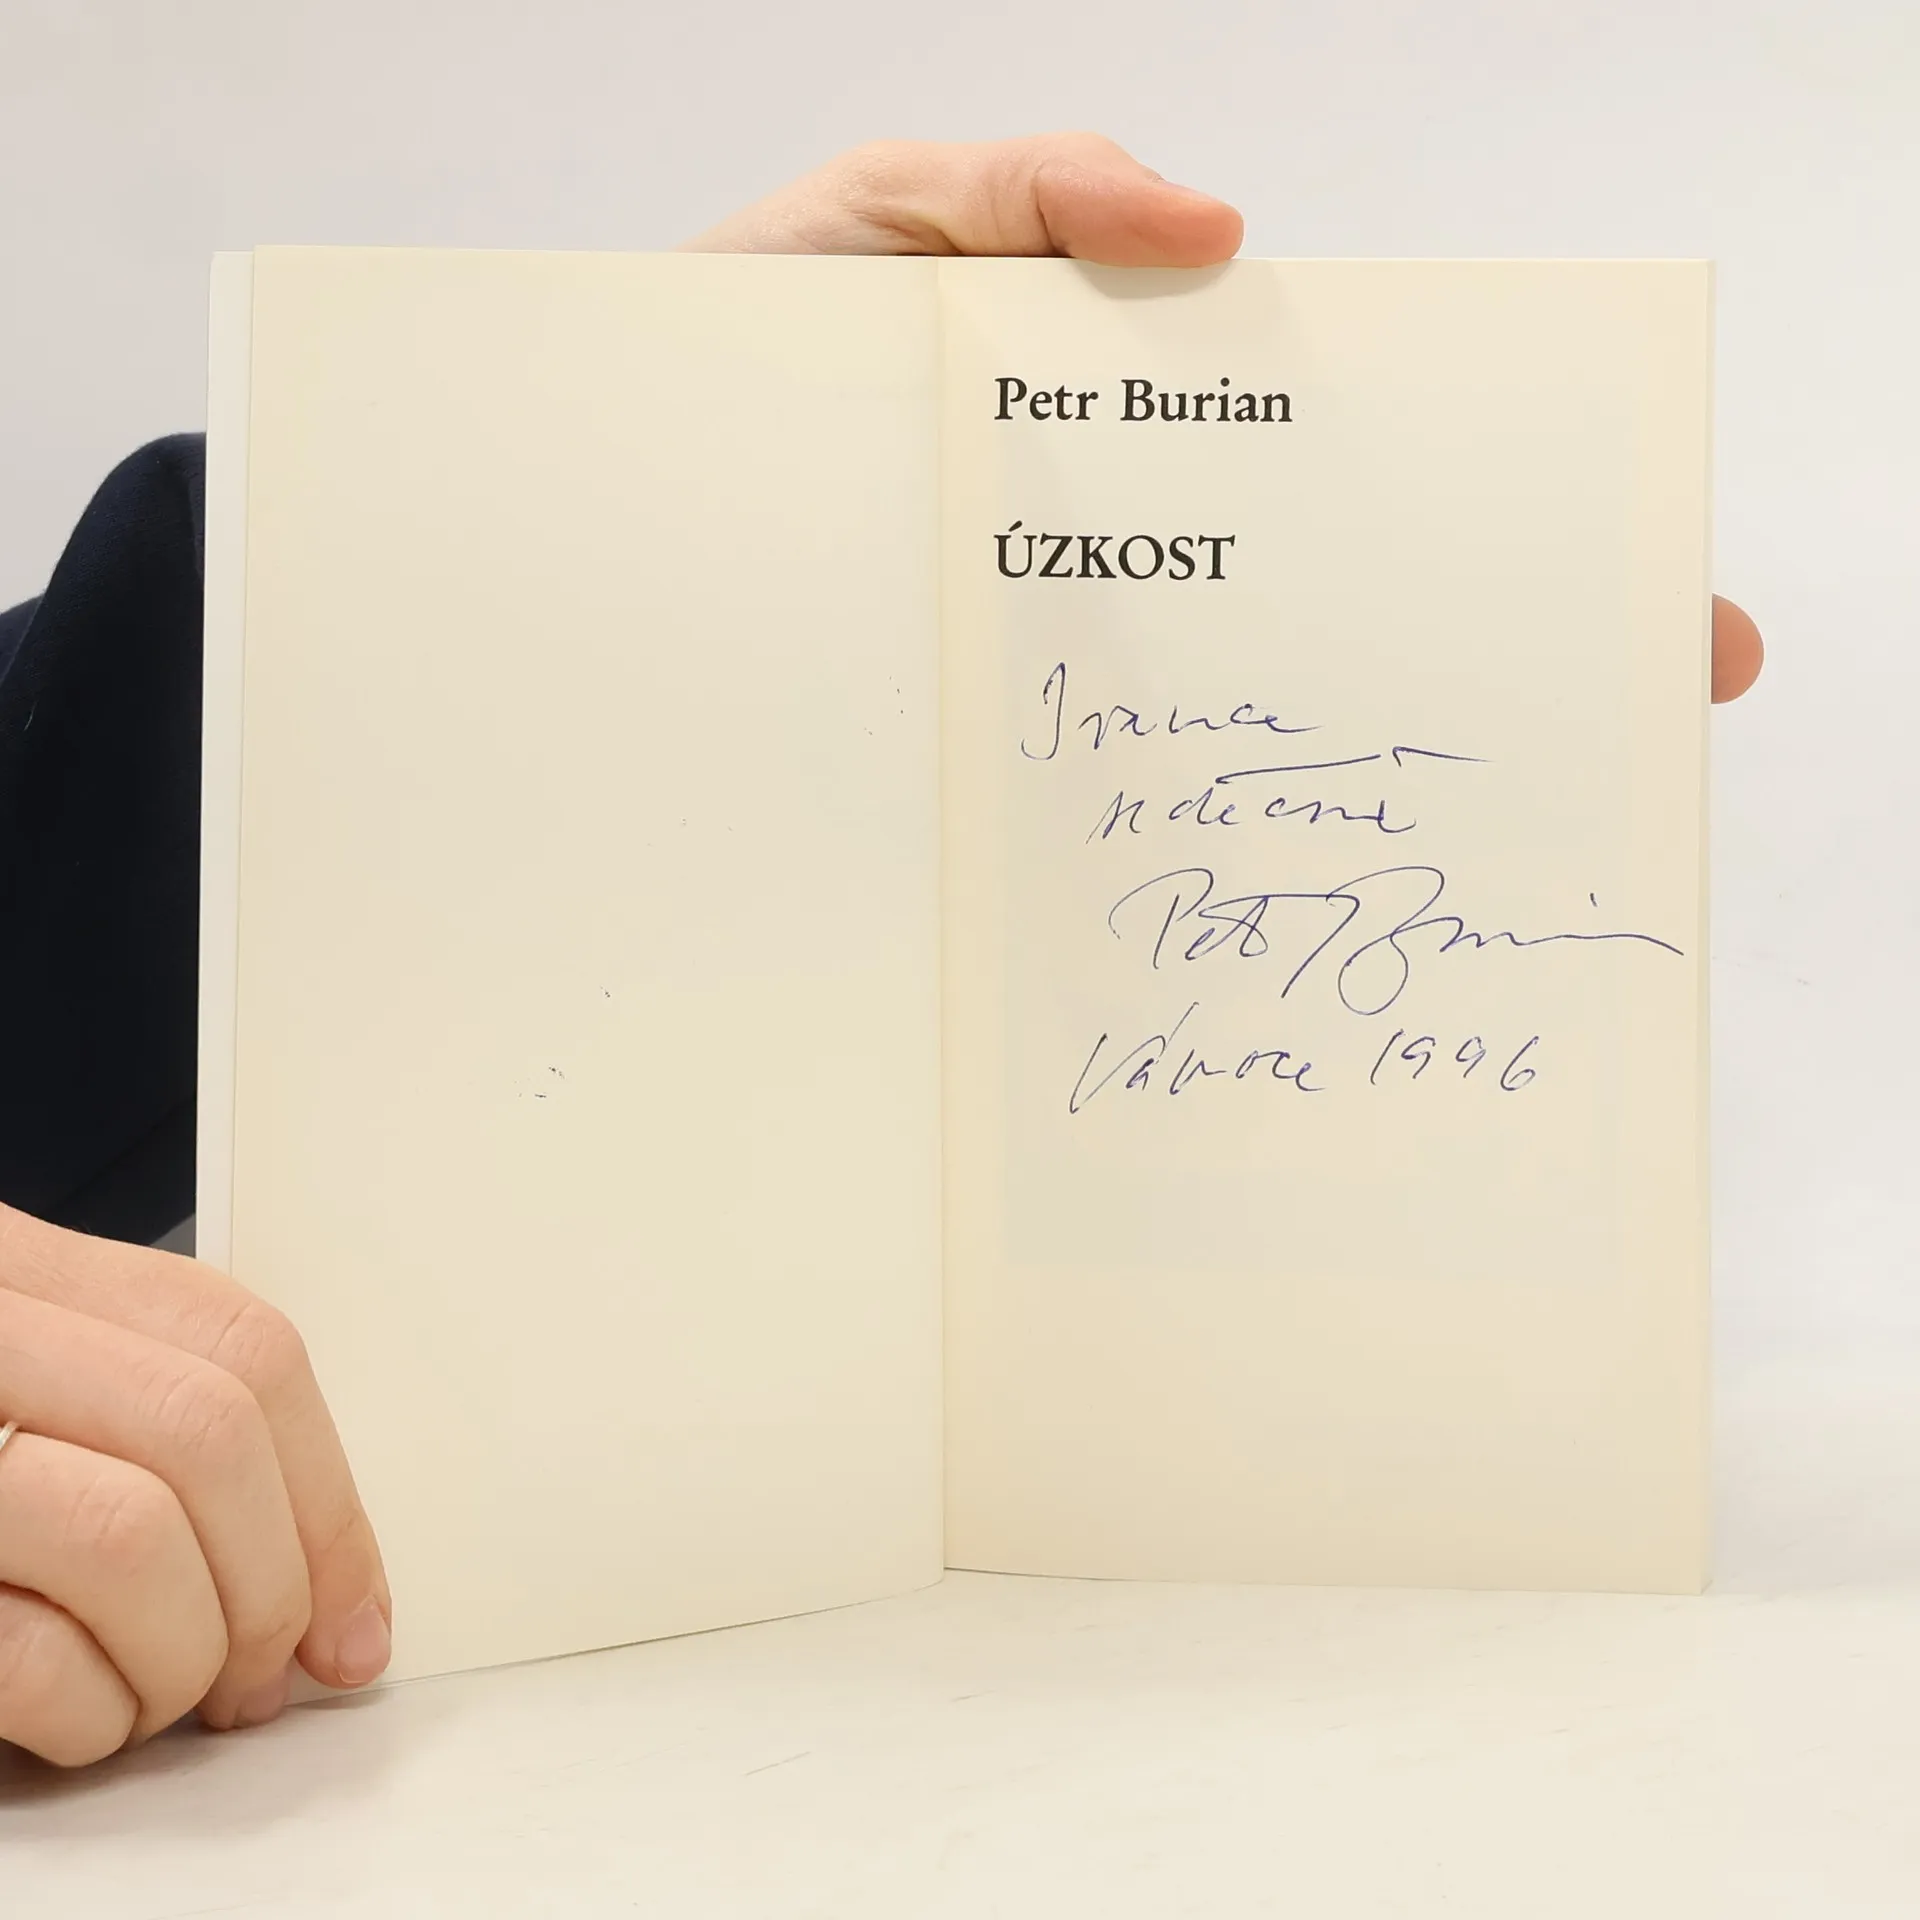 Petr Burian
ÚZKOST
Ivance
srdečně
Petr Burian
Vánoce 1996